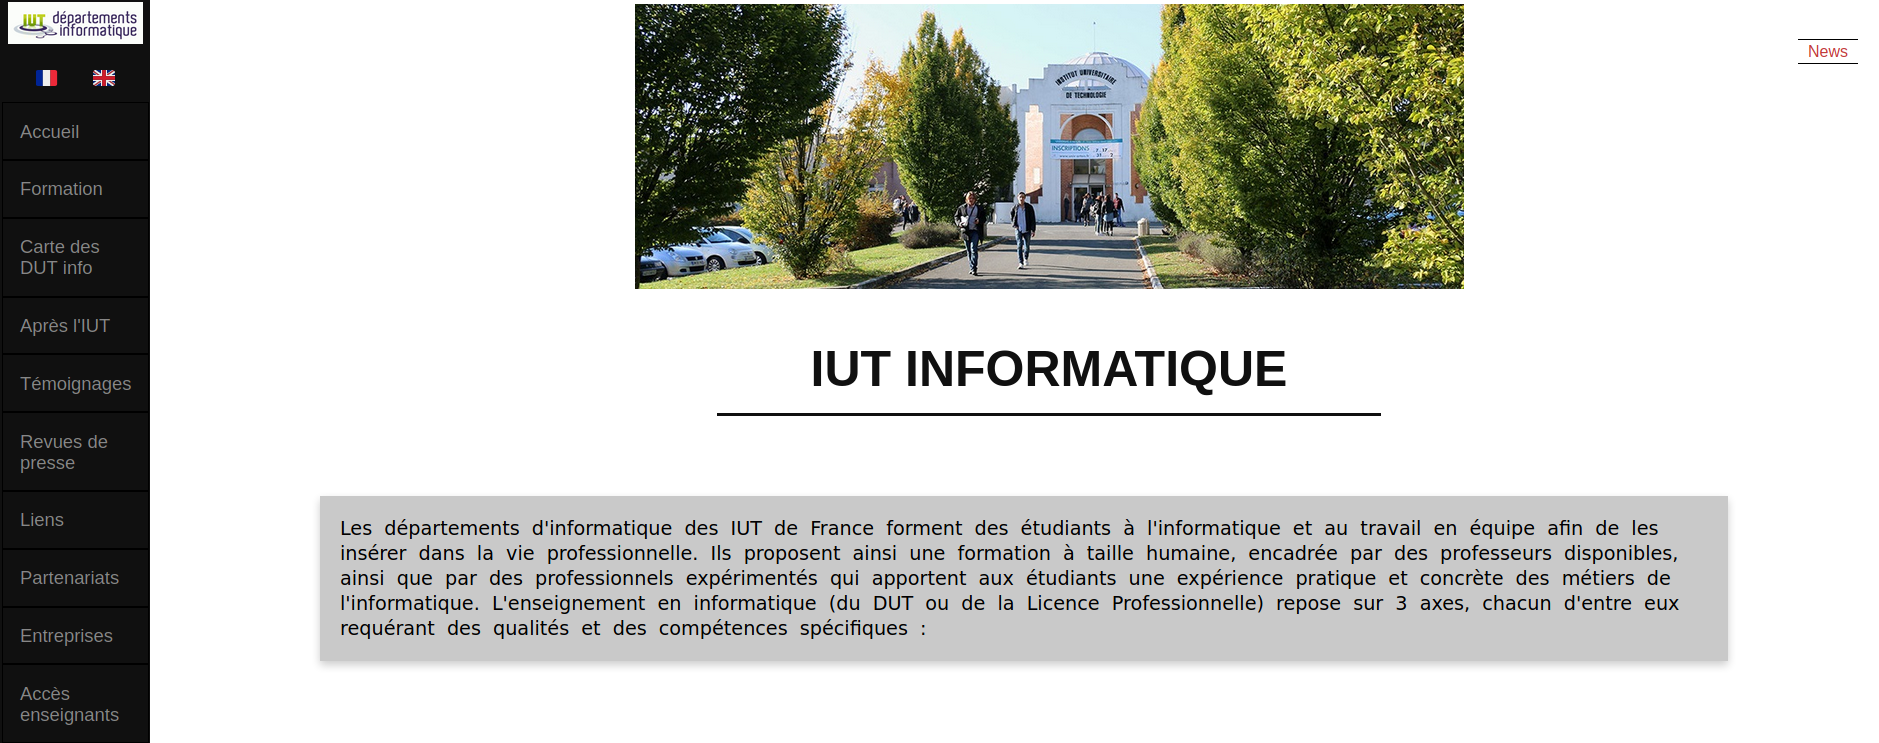 IUT départements
informatique
Accueil
Formation
Carte des
DUT info
Après l'IUT
Témoignages
Revues de
presse
Liens
Partenariats
Entreprises
Accès
enseignants
INSTITUT UNIVERSITAIRE
DE TECHNOLOGIE
INSCRIPTIONS
News
IUT INFORMATIQUE
Les départements d'informatique des IUT de France forment des étudiants à l'informatique et au travail en équipe afin de les
insérer dans la vie professionnelle. Ils proposent ainsi une formation à taille humaine, encadrée par des professeurs disponibles,
ainsi que par des professionnels expérimentés qui apportent aux étudiants une expérience pratique et concrète des métiers de
l'informatique. L'enseignement en informatique (du DUT ou de la Licence Professionnelle) repose sur 3 axes, chacun d'entre eux
requérant des qualités et des compétences spécifiques :